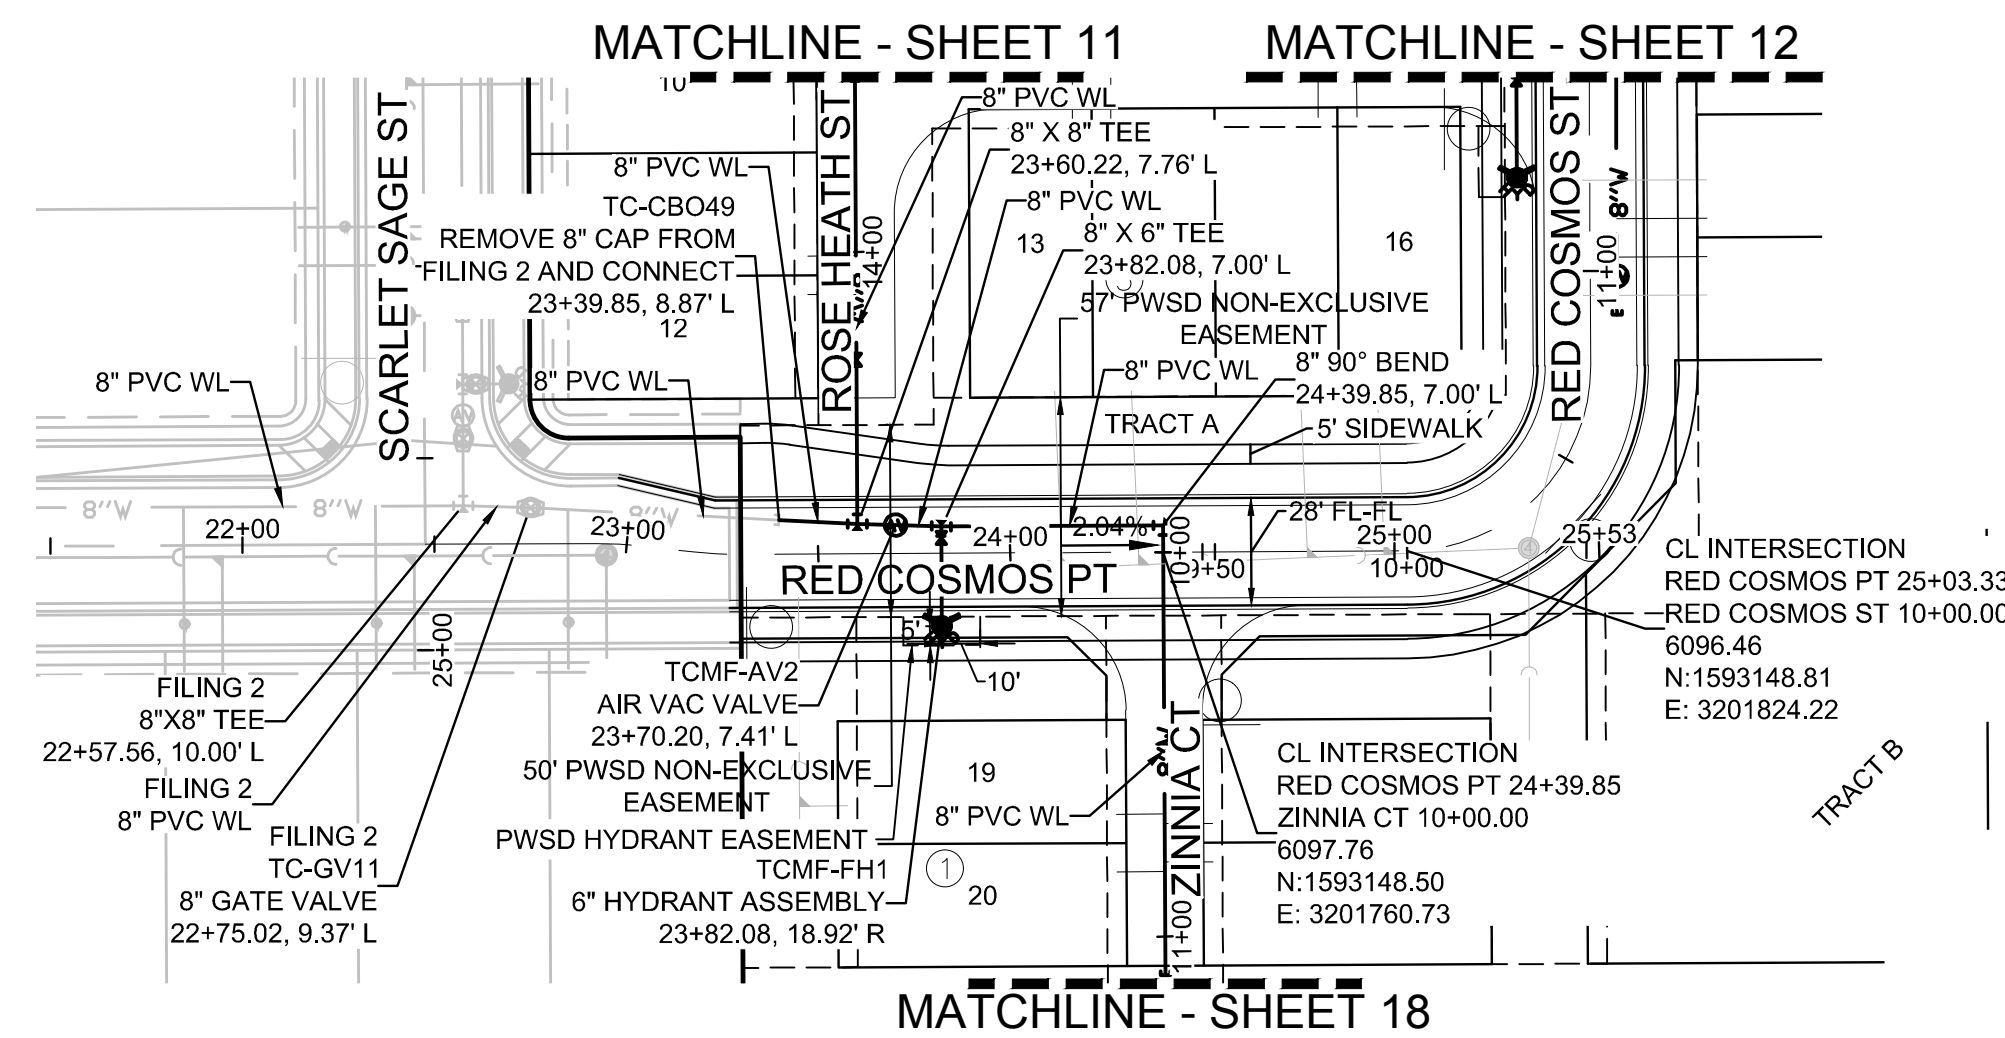 MATCHLINE - SHEET 11
MATCHLINE - SHEET 12
10
SCARLET SAGE ST
ROSE HEATH ST
14+00
RED COSMOS ST
8"W
11+00
8" PVC WL
8" X 8" TEE
23+60.22, 7.76' L
8" PVC WL
8" PVC WL
TC-CBO49
REMOVE 8" CAP FROM
FILING 2 AND CONNECT
23+39.85, 8.87' L
12
13
8" X 6" TEE
23+82.08, 7.00' L
16
3
57' PWSD NON-EXCLUSIVE
EASEMENT
8" PVC WL
8" PVC WL
8" PVC WL
8" 90° BEND
24+39.85, 7.00' L
TRACT A
5' SIDEWALK
8"W
8"W
8"W
22+00
23+00
24+00
2.04%
10+00
9+50
28' FL-FL
25+00
10+00
25+53
4
RED COSMOS PT
CL INTERSECTION
RED COSMOS PT 25+03.33
RED COSMOS ST 10+00.00
6096.46
N:1593148.81
E: 3201824.22
25+00
5'
10'
FILING 2
8"X8" TEE
22+57.56, 10.00' L
FILING 2
8" PVC WL
FILING 2
TC-GV11
8" GATE VALVE
22+75.02, 9.37' L
TCMF-AV2
AIR VAC VALVE
23+70.20, 7.41' L
50' PWSD NON-EXCLUSIVE
EASEMENT
PWSD HYDRANT EASEMENT
TCMF-FH1
6" HYDRANT ASSEMBLY
23+82.08, 18.92' R
19
8" PVC WL
1
20
8"W
ZINNIA CT
11+00
CL INTERSECTION
RED COSMOS PT 24+39.85
ZINNIA CT 10+00.00
6097.76
N:1593148.50
E: 3201760.73
TRACT B
MATCHLINE - SHEET 18